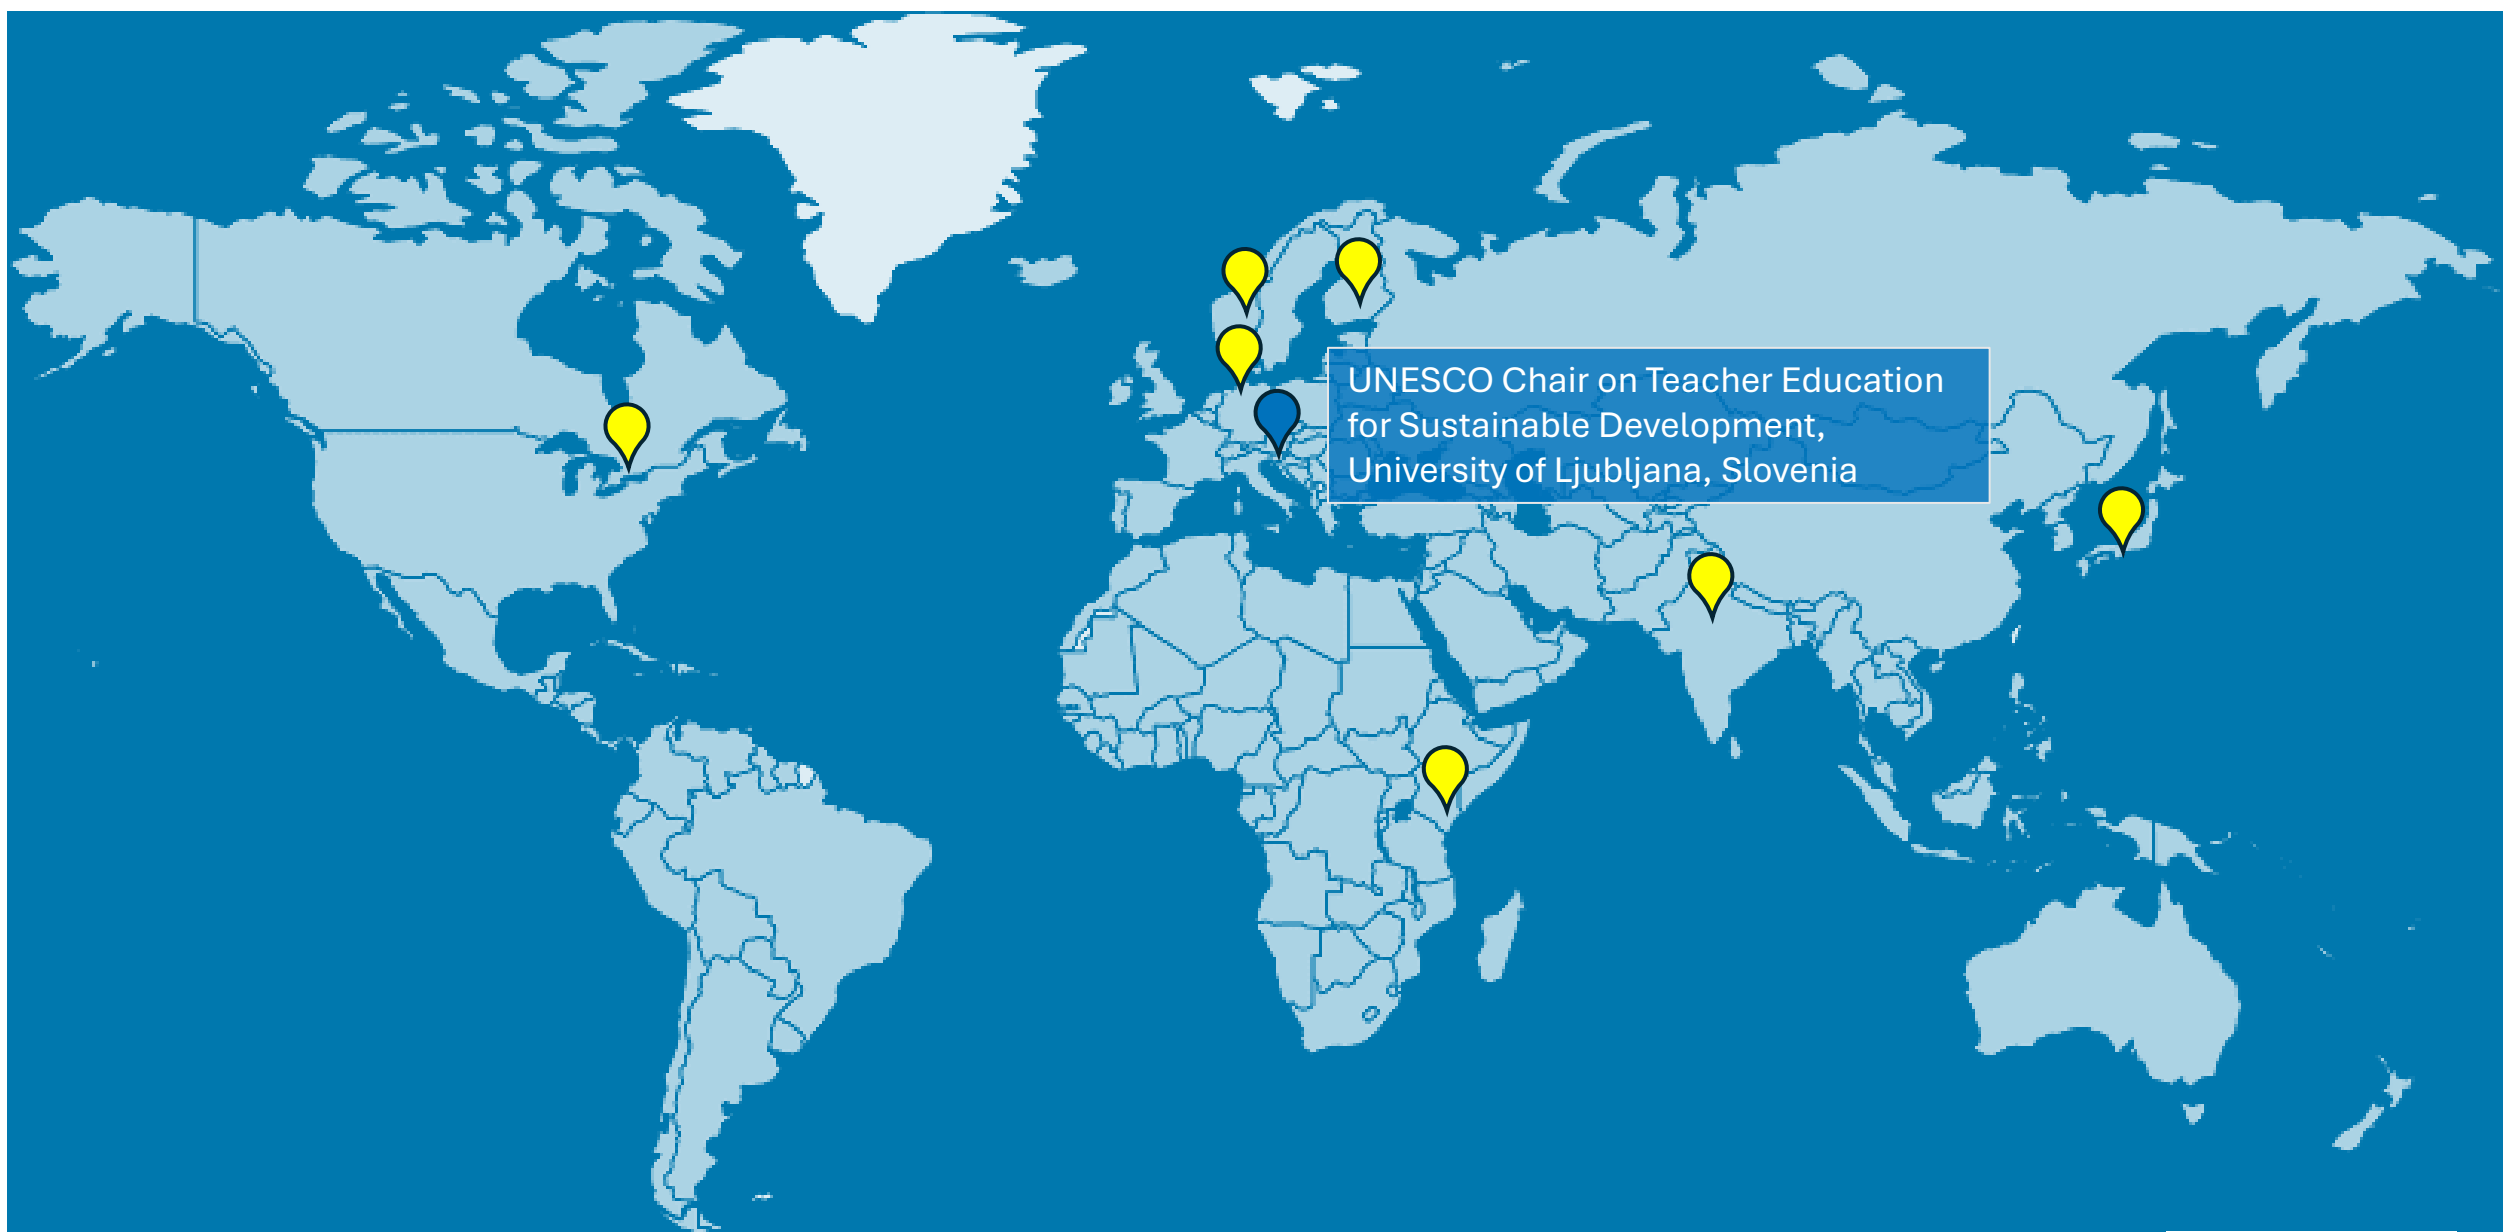 UNESCO Chair on Teacher Education
for Sustainable Development,
University of Ljubljana, Slovenia